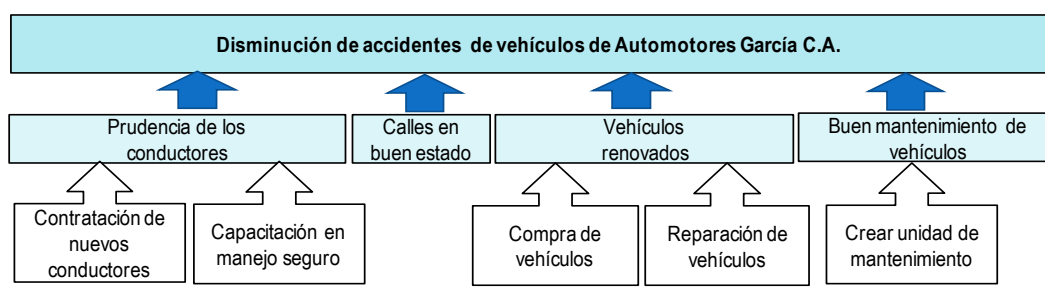 Disminución de accidentes de vehículos de Automotores García C.A.
Prudencia de los
conductores
Calles en
buen estado
Vehículos
renovados
Buen mantenimiento de
vehículos
Contratación de
nuevos
conductores
Capacitación en
manejo seguro
Compra de
vehículos
Reparación de
vehículos
Crear unidad de
mantenimiento